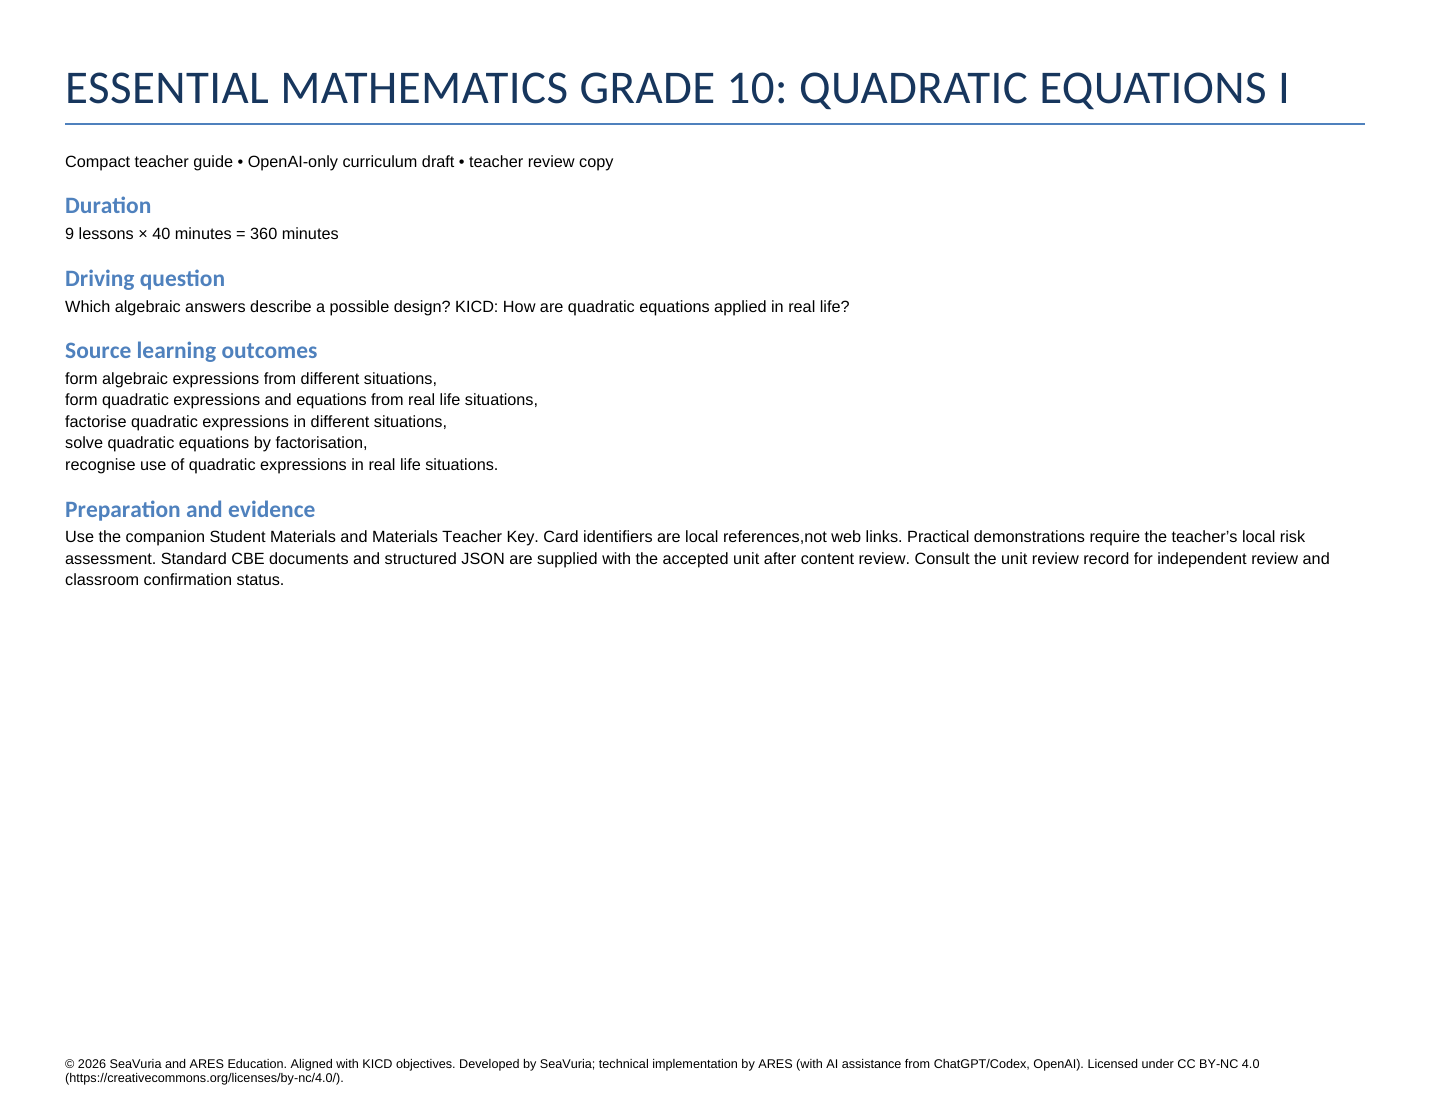 ESSENTIAL MATHEMATICS GRADE 10: QUADRATIC EQUATIONS I
Compact teacher guide • OpenAI-only curriculum draft • teacher review copy
Duration
9 lessons × 40 minutes = 360 minutes
Driving question
Which algebraic answers describe a possible design? KICD: How are quadratic equations applied in real life?
Source learning outcomes
form algebraic expressions from different situations,
form quadratic expressions and equations from real life situations,
factorise quadratic expressions in different situations,
solve quadratic equations by factorisation,
recognise use of quadratic expressions in real life situations.
Preparation and evidence
Use the companion Student Materials and Materials Teacher Key. Card identifiers are local references,not web links. Practical demonstrations require the teacher’s local risk
assessment. Standard CBE documents and structured JSON are supplied with the accepted unit after content review. Consult the unit review record for independent review and
classroom confirmation status.
© 2026 SeaVuria and ARES Education. Aligned with KICD objectives. Developed by SeaVuria; technical implementation by ARES (with AI assistance from ChatGPT/Codex, OpenAI). Licensed under CC BY-NC 4.0
(https://creativecommons.org/licenses/by-nc/4.0/).